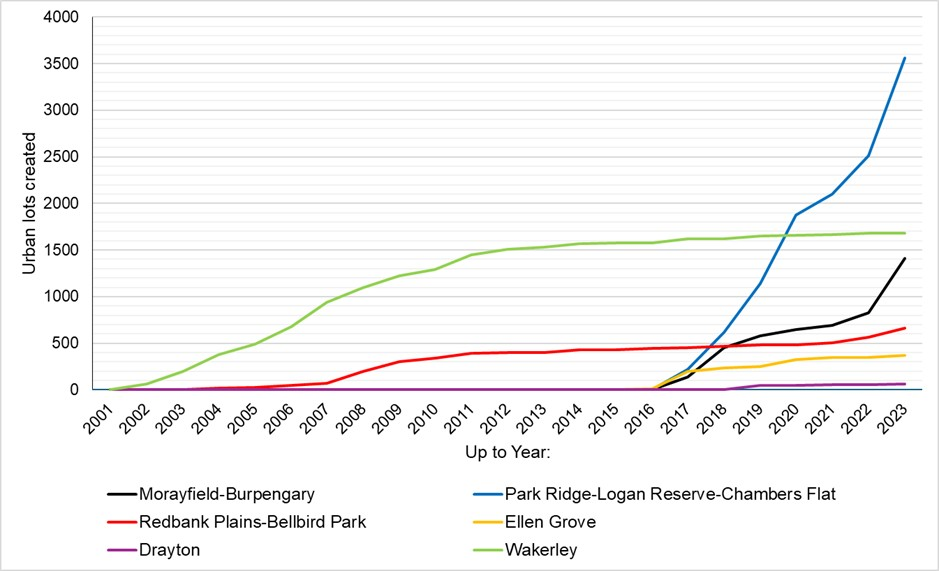 4000
3500
3000
2500
2000
1500
1000
500
0
Urban lots created
2001 2002 2003 2004 2005 2006 2007 2008 2009 2010 2011 2012 2013 2014 2015 2016 2017 2018 2019 2020 2021 2022 2023
Up to Year:
Morayfield-Burpengary Park Ridge-Logan Reserve-Chambers Flat
Redbank Plains-Bellbird Park Ellen Grove
Drayton Wakerley